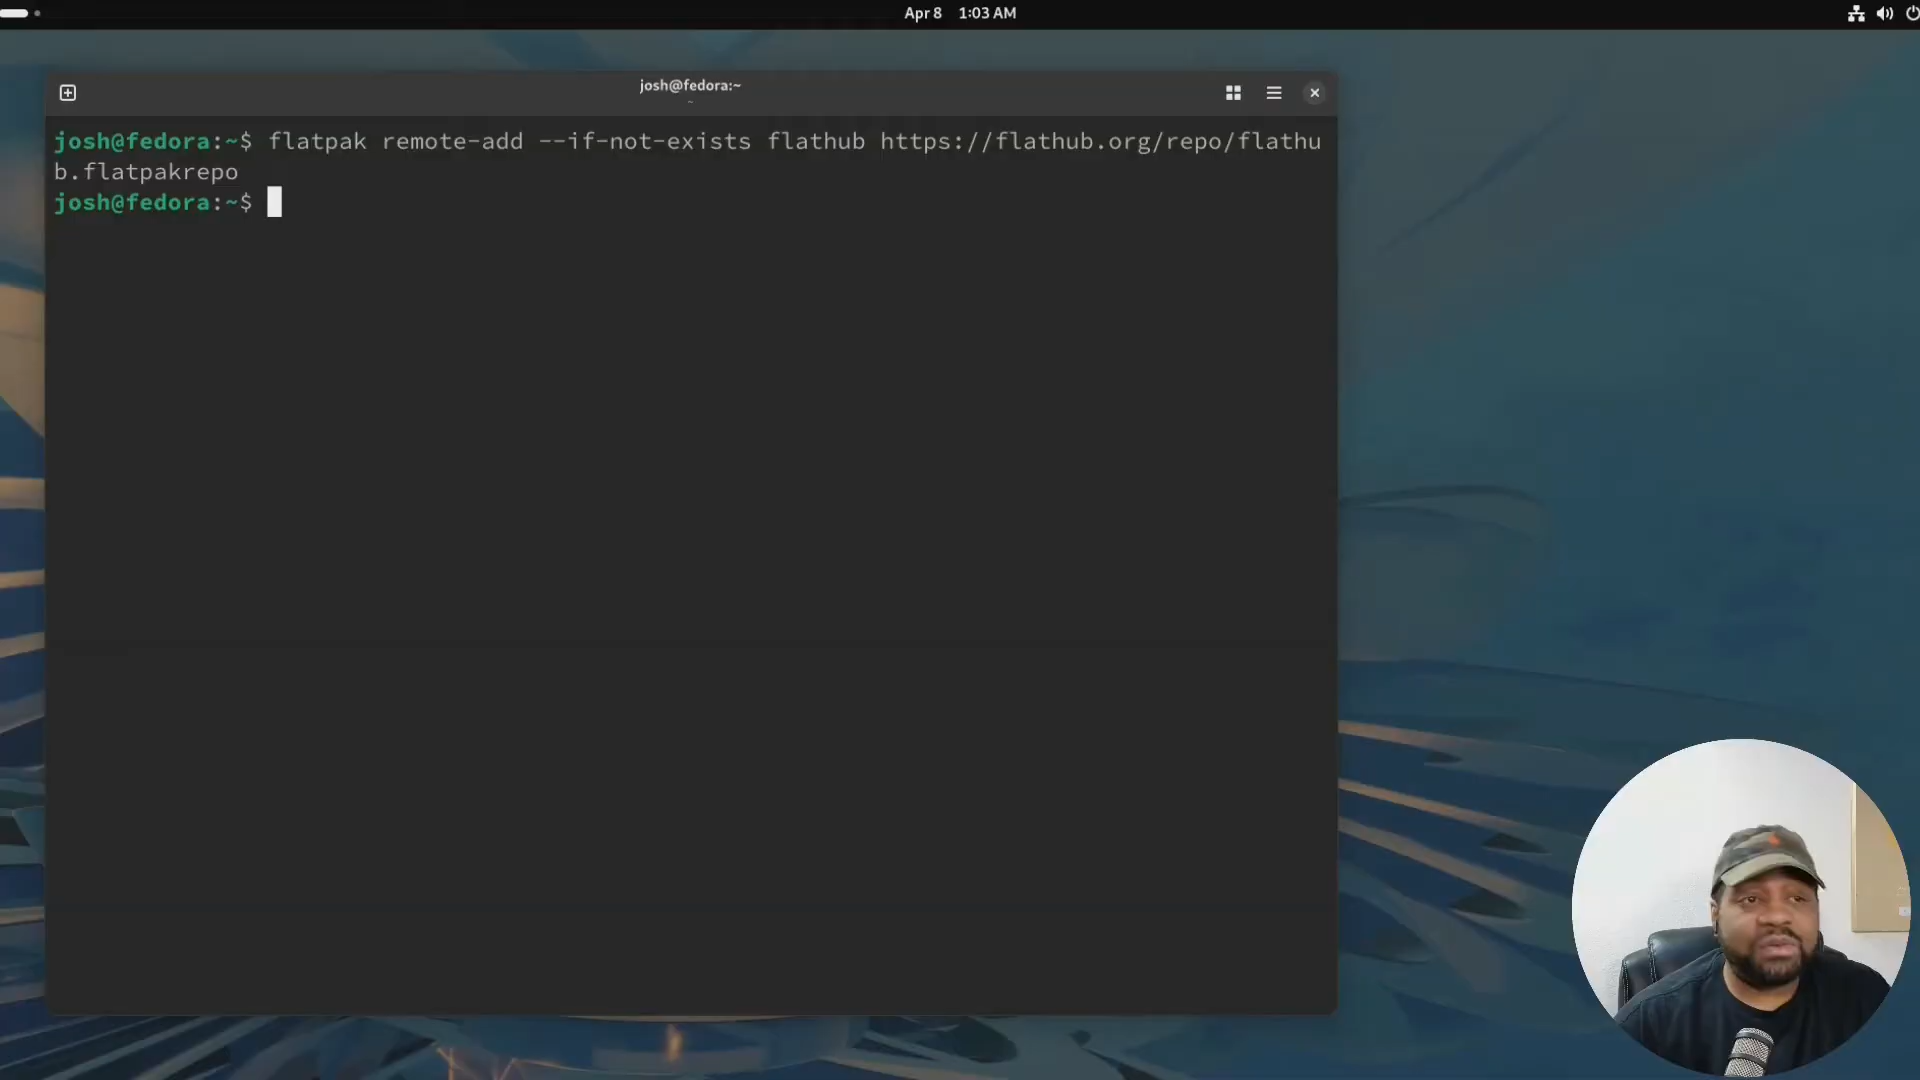 Apr 8 1:03 AM
josh@fedora:~
~
josh@fedora:~$ flatpak remote-add --if-not-exists flathub https://flathub.org/repo/flathu
b.flatpakrepo
josh@fedora:~$